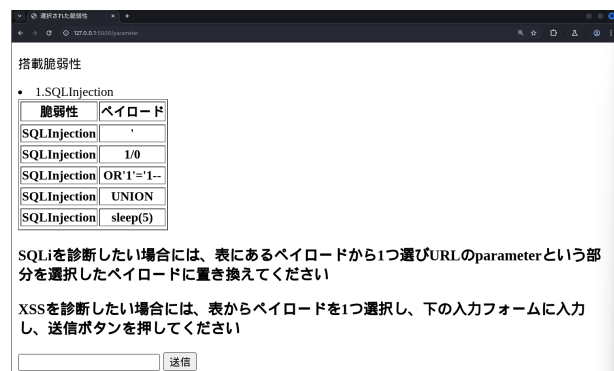 選択された脆弱性
127.0.0.1:5000/parameter
搭載脆弱性
1.SQLInjection
脆弱性 ペイロード
SQLInjection '
SQLInjection 1/0
SQLInjection OR'1'='1--
SQLInjection UNION
SQLInjection sleep(5)
SQLiを診断したい場合には、表にあるペイロードから1つ選びURLのparameterという部
分を選択したペイロードに置き換えてください
XSSを診断したい場合には、表からペイロードを1つ選択し、下の入力フォームに入力
し、送信ボタンを押してください
送信